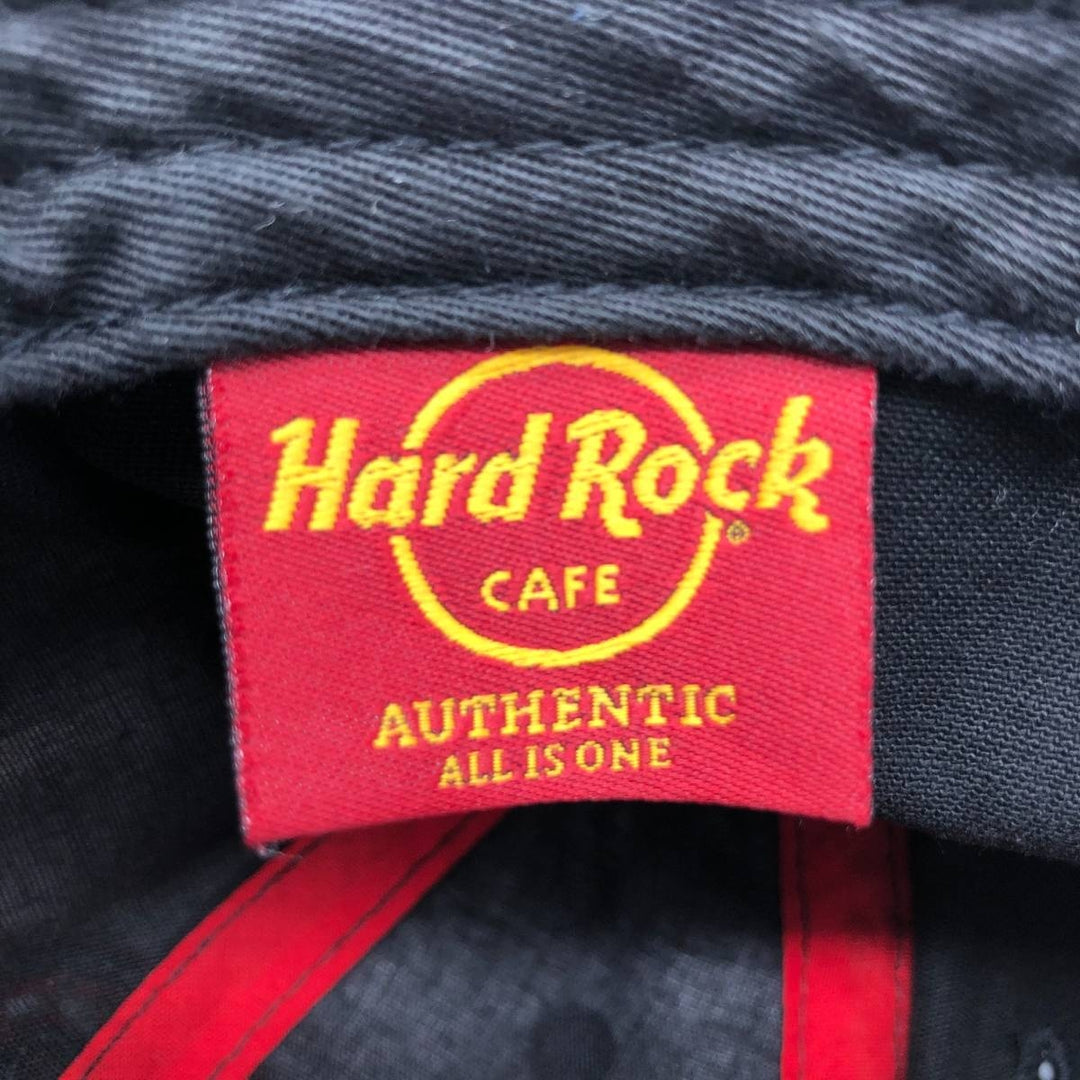 Hard Rock
®
CAFE
AUTHENTIC
ALL IS ONE